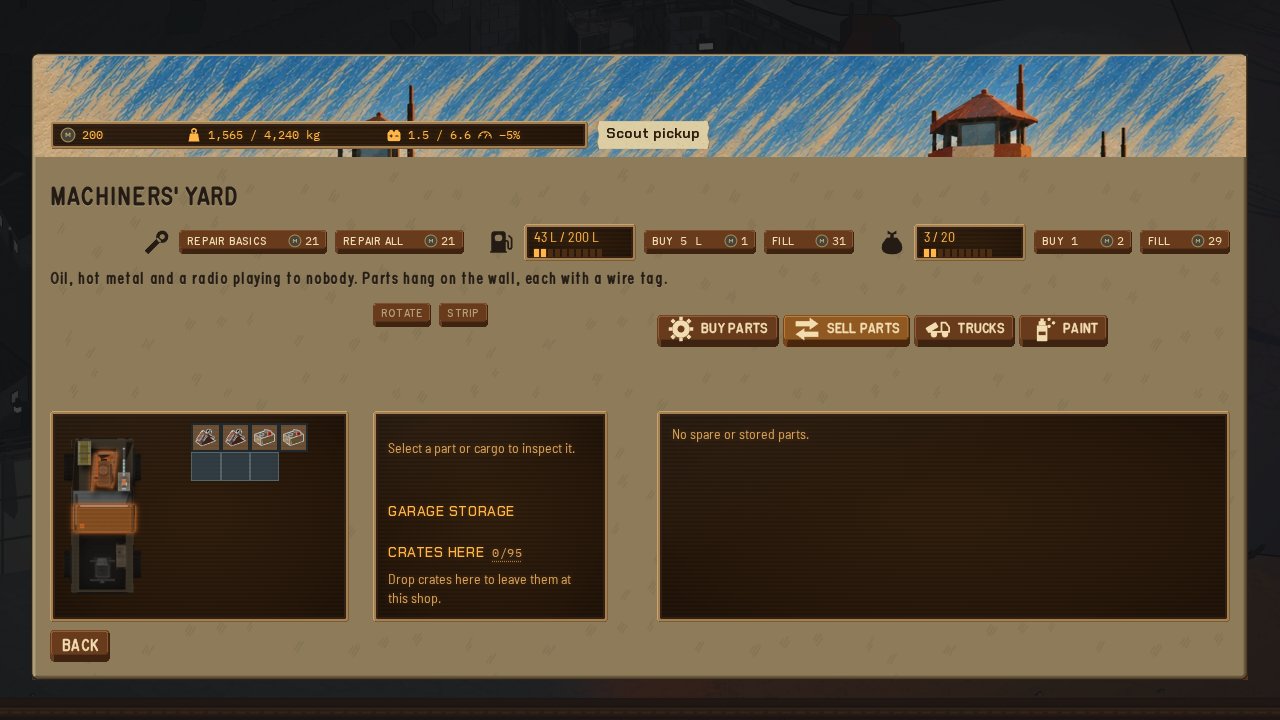 M 200
1,565 / 4,240 kg
1.5 / 6.6
-5%
Scout pickup
MACHINERS' YARD
REPAIR BASICS M 21
REPAIR ALL M 21
43 L / 200 L
BUY 5 L M 1
FILL M 31
3 / 20
BUY 1 M 2
FILL M 29
Oil, hot metal and a radio playing to nobody. Parts hang on the wall, each with a wire tag.
ROTATE
STRIP
BUY PARTS
SELL PARTS
TRUCKS
PAINT
Select a part or cargo to inspect it.
GARAGE STORAGE
CRATES HERE 0/95
Drop crates here to leave them at
this shop.
No spare or stored parts.
BACK